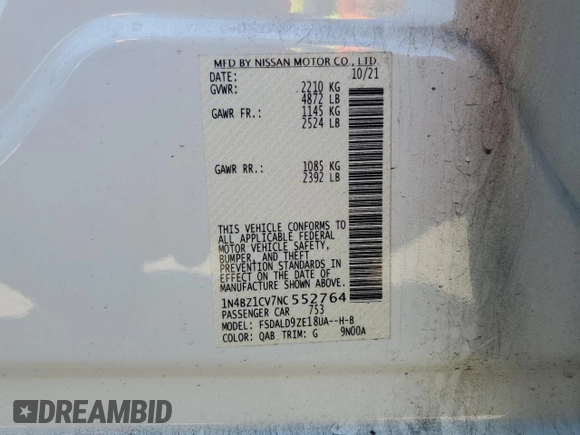 MFD BY NISSAN MOTOR CO., LTD.
DATE: 10/21
GVWR: 2210 KG
4872 LB
GAWR FR.: 1145 KG
2524 LB
GAWR RR.: 1085 KG
2392 LB
THIS VEHICLE CONFORMS TO
ALL APPLICABLE FEDERAL
MOTOR VEHICLE SAFETY,
BUMPER, AND THEFT
PREVENTION STANDARDS IN
EFFECT ON THE DATE OF
MANUFACTURE SHOWN ABOVE.
1N4BZ1CV7NC 552764
PASSENGER CAR 753
MODEL: FSDALD9ZE18UA--H-B
COLOR: QAB TRIM: G 9N00A
DREAMBID